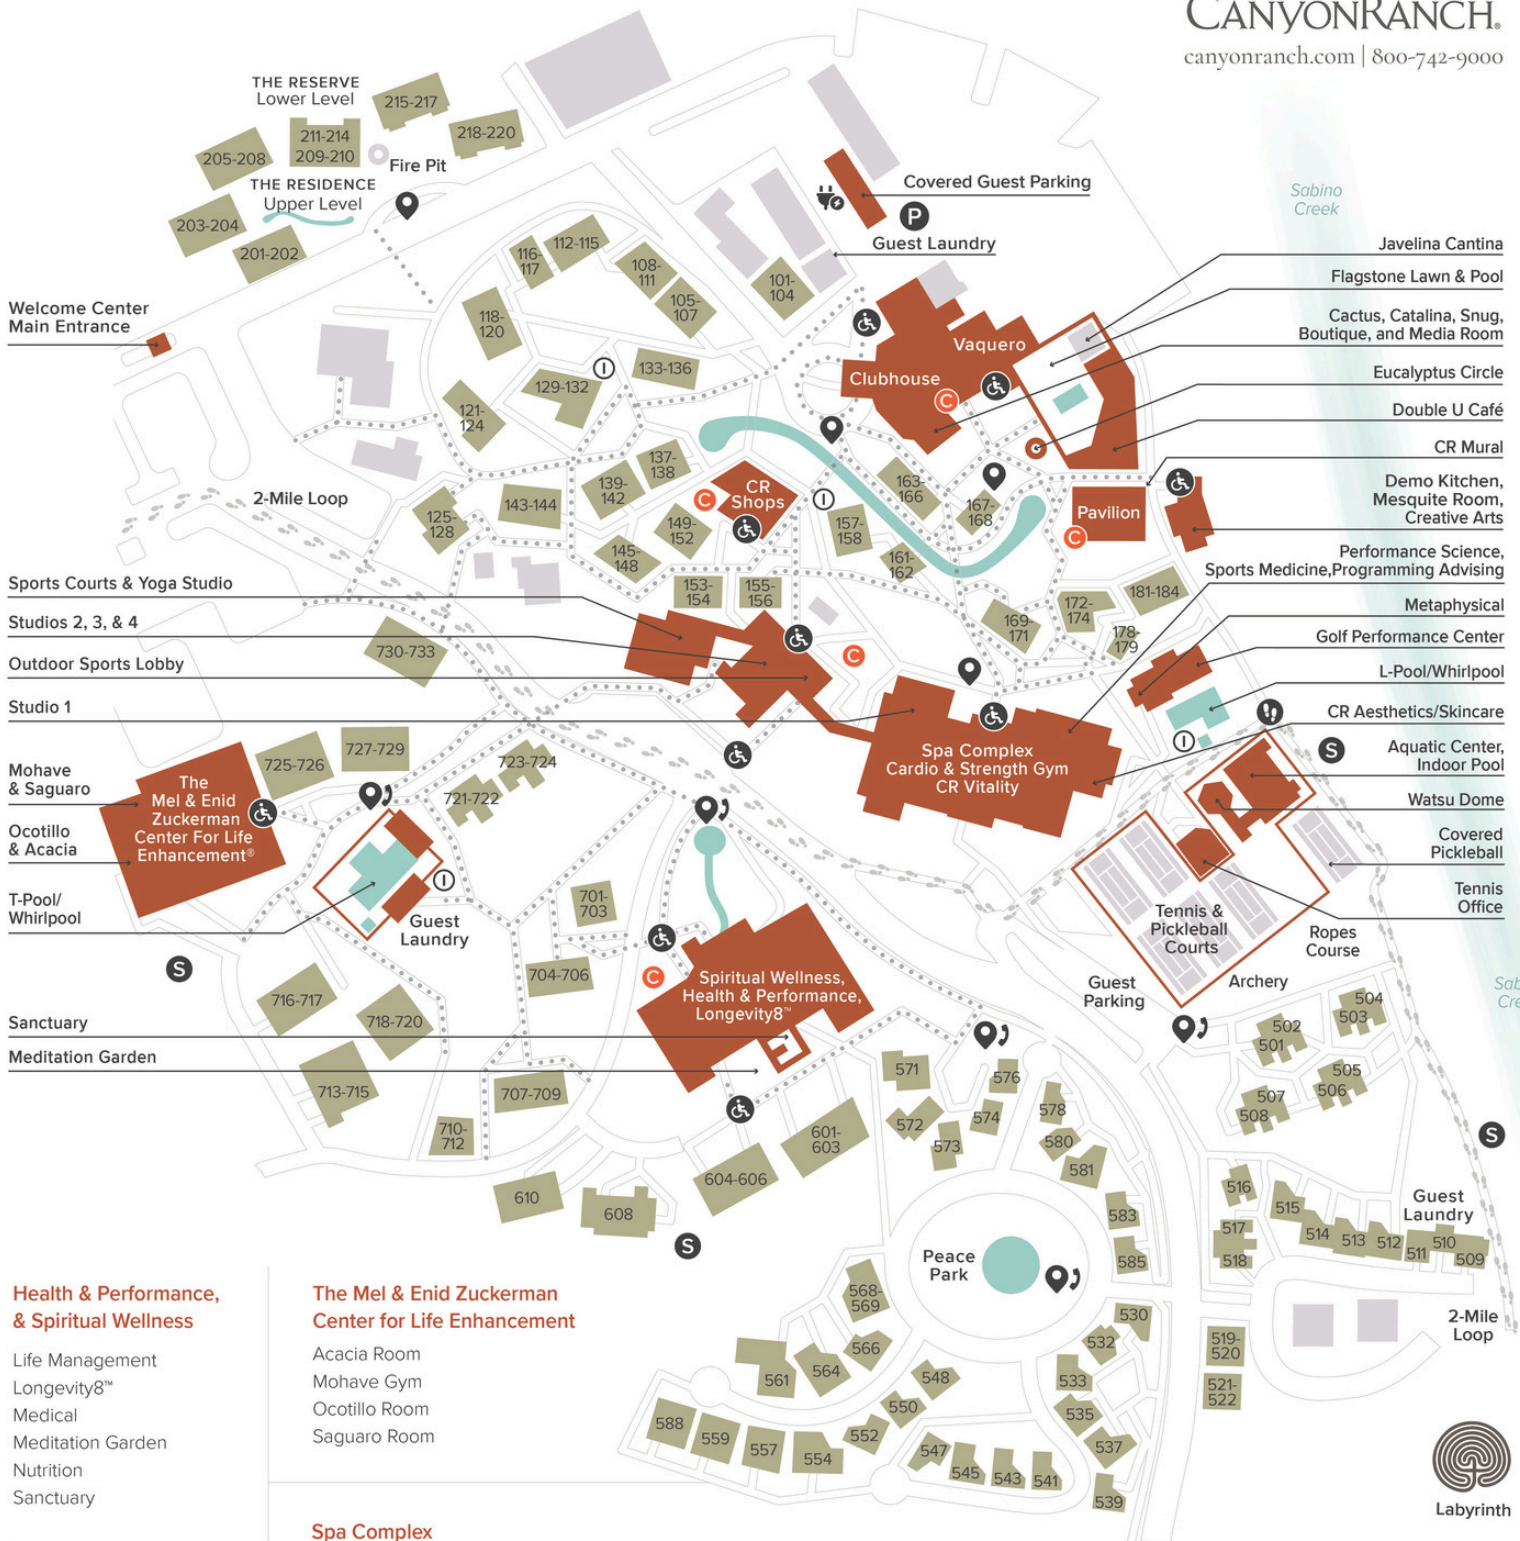 CANYONRANCH®
canyonranch.com | 800-742-9000
THE RESERVE
Lower Level
215-217
211-214
209-210
218-220
205-208
Fire Pit
THE RESIDENCE
Upper Level
203-204
201-202
Covered Guest Parking
P
Guest Laundry
Sabino
Creek
Welcome Center
Main Entrance
116-
117
112-115
108-
111
105-
107
101-
104
118-
120
133-136
129-132
121-
124
I
Vaquero
Clubhouse
C
Javelina Cantina
Flagstone Lawn & Pool
Cactus, Catalina, Snug,
Boutique, and Media Room
Eucalyptus Circle
Double U Café
CR Mural
Demo Kitchen,
Mesquite Room,
Creative Arts
Performance Science,
Sports Medicine,Programming Advising
Metaphysical
Golf Performance Center
L-Pool/Whirlpool
CR Aesthetics/Skincare
Aquatic Center,
Indoor Pool
Watsu Dome
Covered
Pickleball
Tennis
Office
2-Mile Loop
137-
138
139-
142
143-144
125-
128
145-
148
149-
152
C
CR
Shops
I
157-
158
163-
166
167-
168
161-
162
Pavilion
C
153-
154
155-
156
169-
171
172-
174
181-184
178-
179
Sports Courts & Yoga Studio
Studios 2, 3, & 4
Outdoor Sports Lobby
Studio 1
730-733
C
Spa Complex
Cardio & Strength Gym
CR Vitality
I
S
Mohave
& Saguaro
Ocotillo
& Acacia
T-Pool/
Whirlpool
The
Mel & Enid
Zuckerman
Center For Life
Enhancement®
725-726
727-729
723-724
721-722
I
Guest
Laundry
S
701-
703
704-706
C
Spiritual Wellness,
Health & Performance,
Longevity8™
Tennis &
Pickleball
Courts
Ropes
Course
Guest
Parking
Archery
Sab
Cre
Sanctuary
Meditation Garden
716-717
718-720
713-715
707-709
710-
712
610
608
604-606
601-
603
S
571
572
573
574
576
578
580
581
583
585
504
503
502
501
505
506
507
508
S
516
517
518
515
514
513
512
511
510
509
Guest
Laundry
2-Mile
Loop
519-
520
521-
522
Peace
Park
568-
569
566
564
561
588
559
557
554
552
550
548
547
545
543
541
539
537
535
533
532
530
Labyrinth
Health & Performance,
& Spiritual Wellness
Life Management
Longevity8™
Medical
Meditation Garden
Nutrition
Sanctuary
The Mel & Enid Zuckerman
Center for Life Enhancement
Acacia Room
Mohave Gym
Ocotillo Room
Saguaro Room
Spa Complex